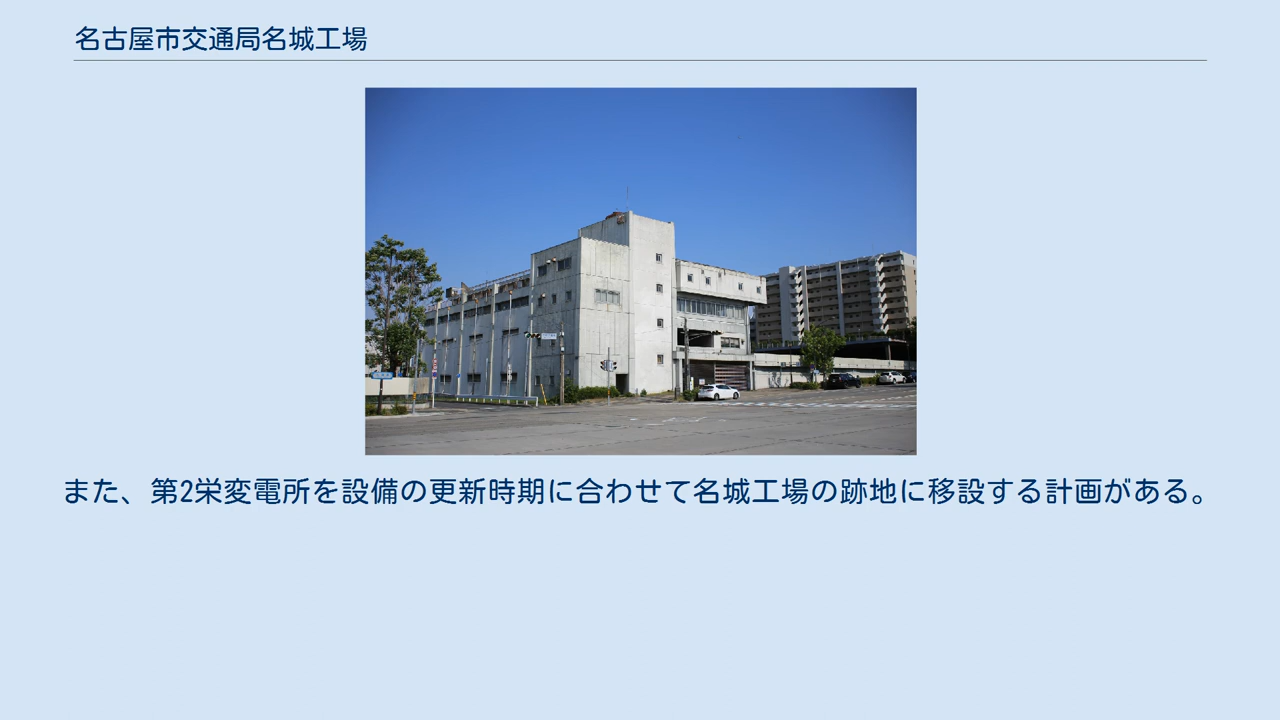 名古屋市交通局名城工場
また、第2栄変電所を設備の更新時期に合わせて名城工場の跡地に移設する計画がある。